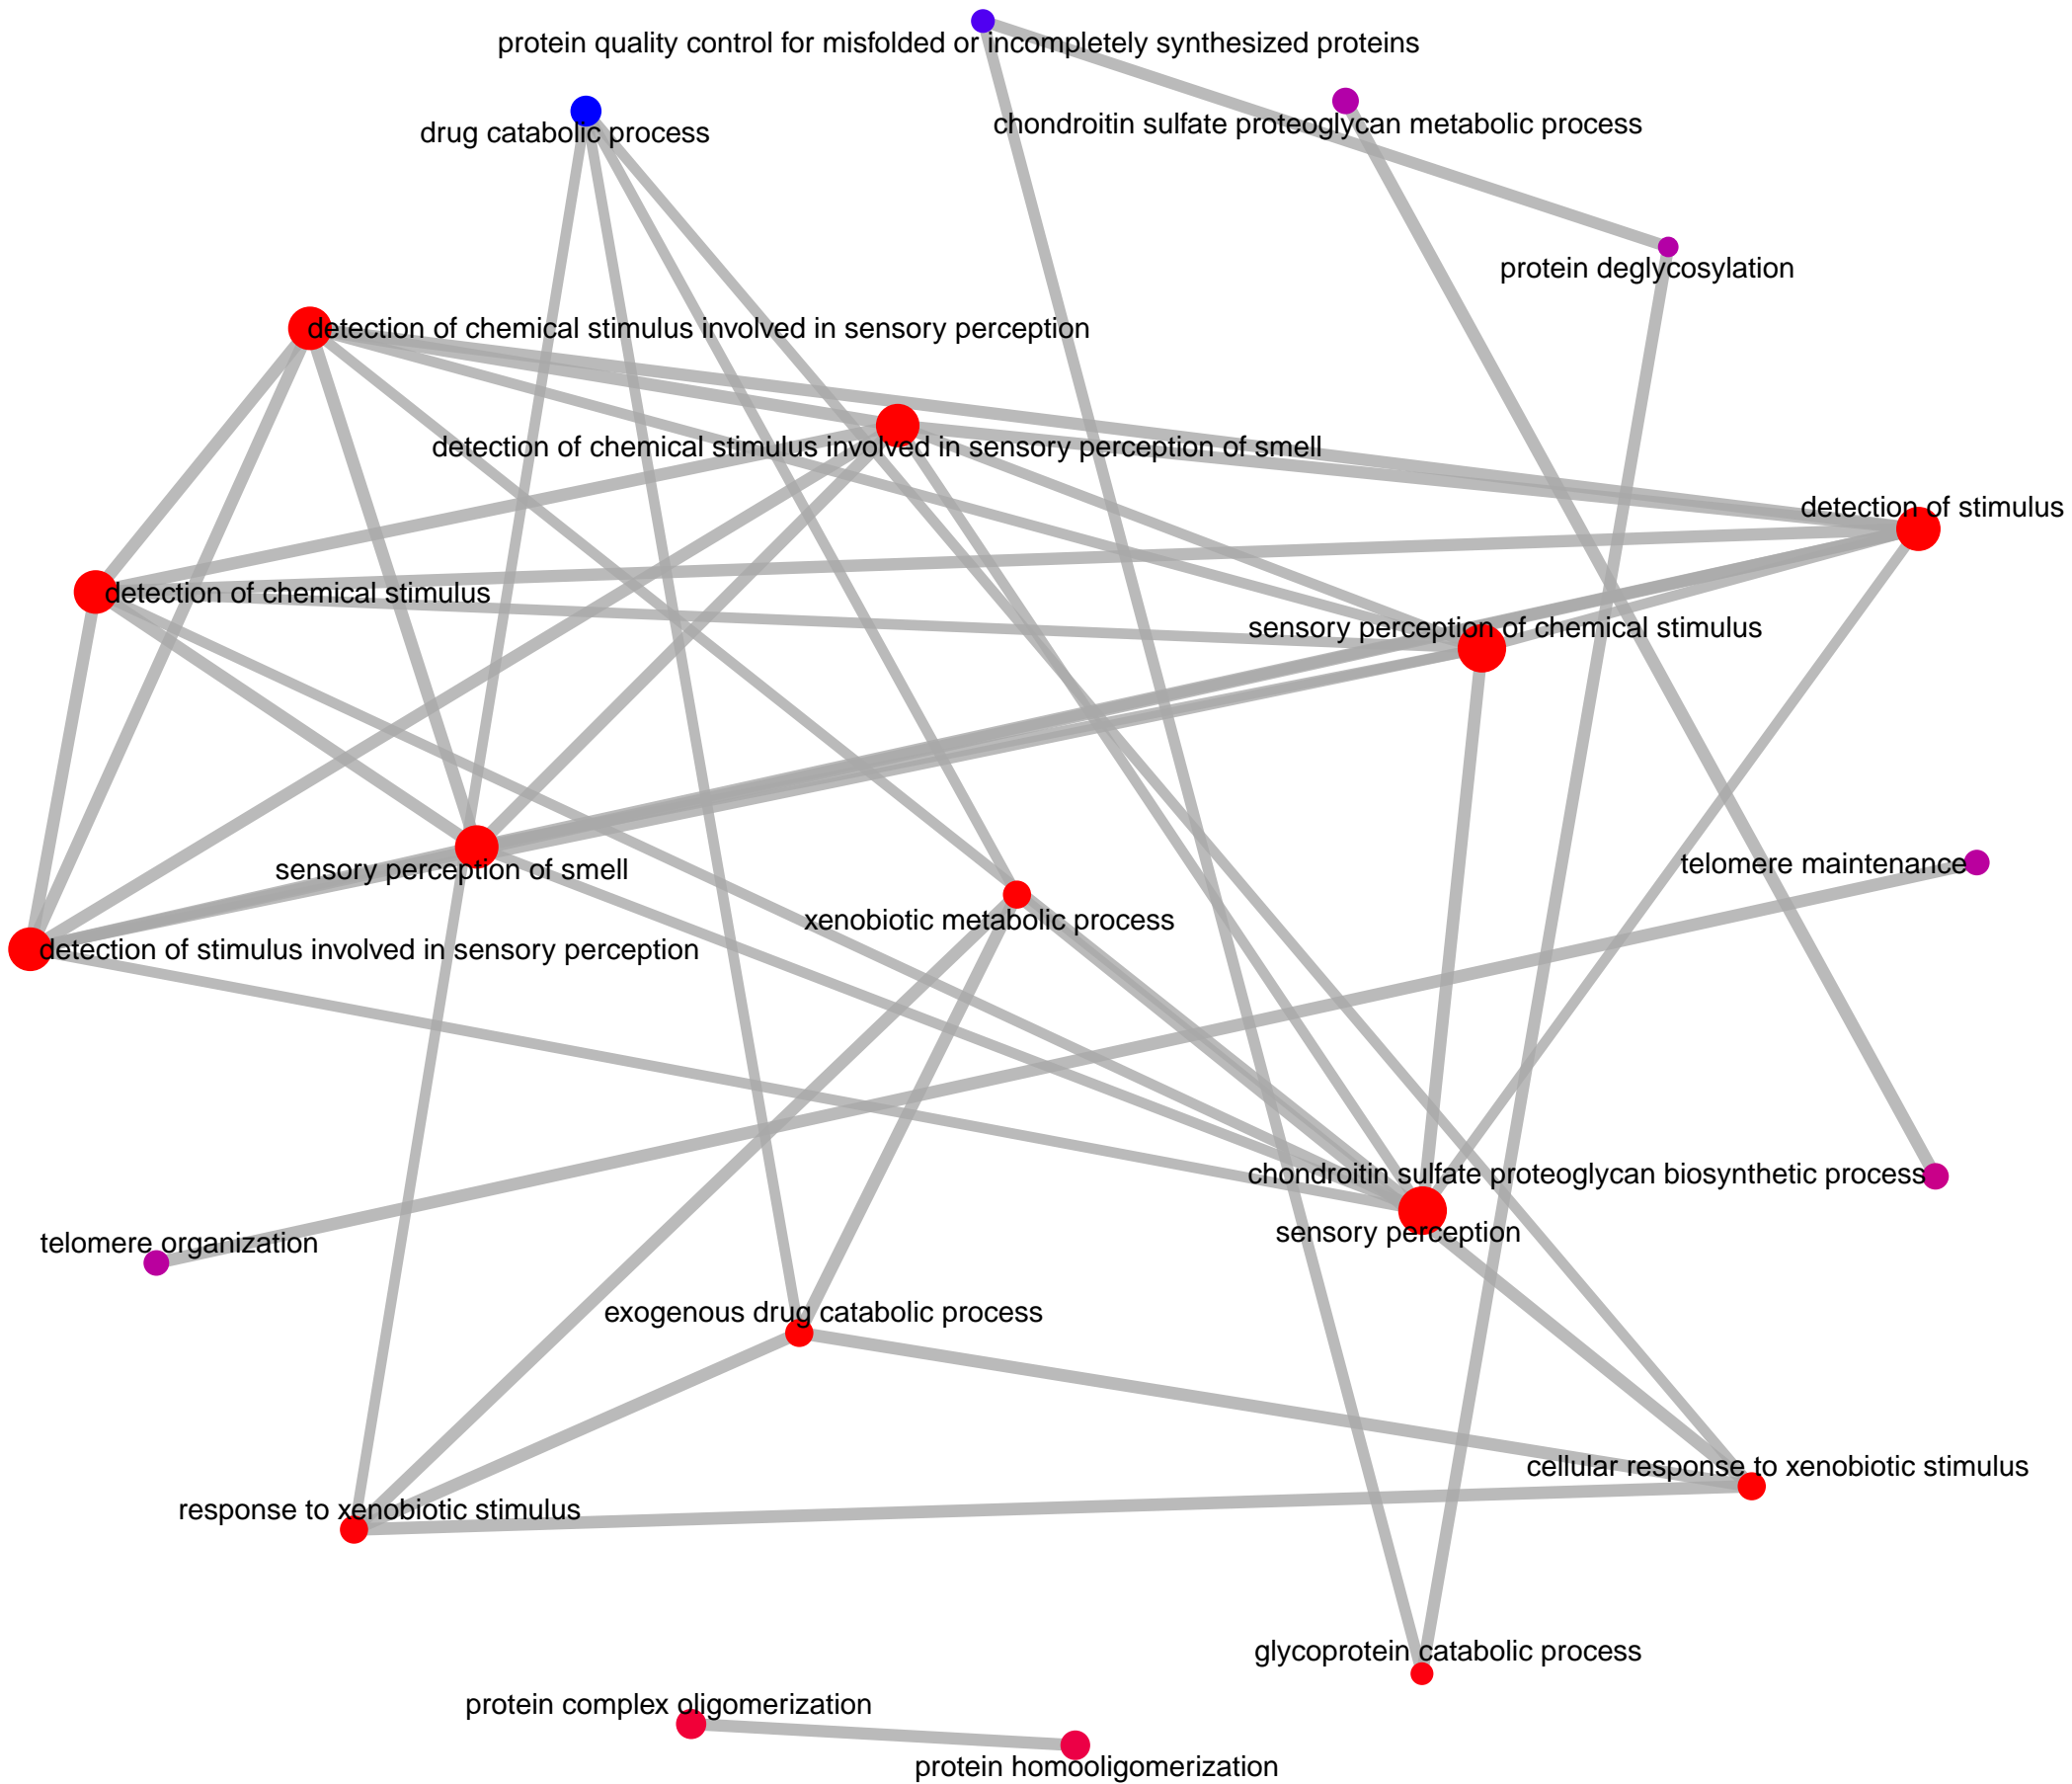 protein quality control for misfolded or incompletely synthesized proteins
chondroitin sulfate proteoglycan metabolic process
drug catabolic process
protein deglycosylation
detection of chemical stimulus involved in sensory perception
detection of chemical stimulus involved in sensory perception of smell
detection of stimulus
detection of chemical stimulus
sensory perception of chemical stimulus
telomere maintenance
sensory perception of smell
xenobiotic metabolic process
detection of stimulus involved in sensory perception
chondroitin sulfate proteoglycan biosynthetic process
sensory perception
telomere organization
exogenous drug catabolic process
cellular response to xenobiotic stimulus
response to xenobiotic stimulus
glycoprotein catabolic process
protein complex oligomerization
protein homooligomerization